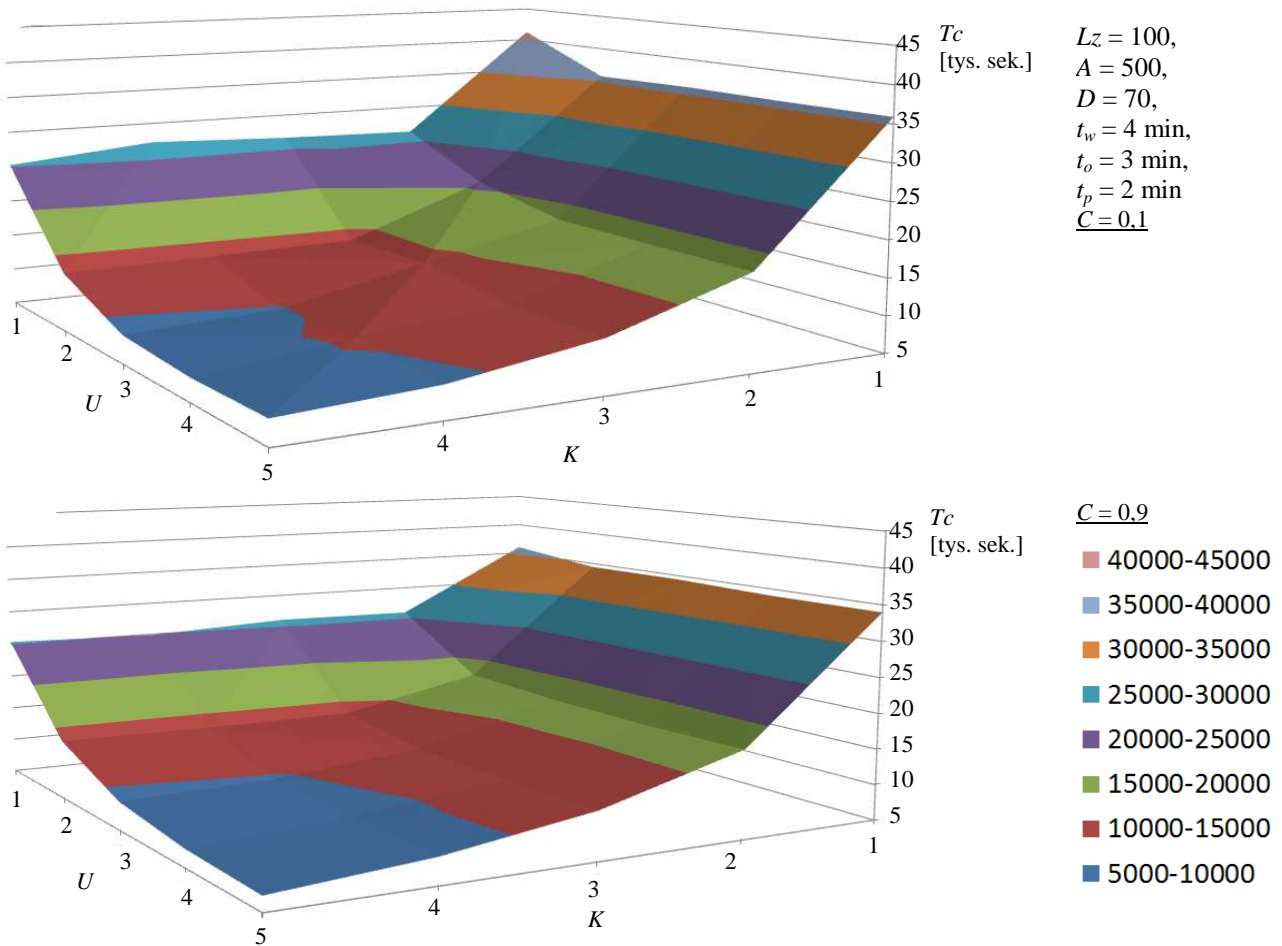 Tc
[tys. sek.]
45
40
35
30
25
20
15
10
5
1
2
3
4
5
U
4
3
2
1
K
Lz = 100,
A = 500,
D = 70,
t_w = 4 min,
t_o = 3 min,
t_p = 2 min
C = 0,1
Tc
[tys. sek.]
45
40
35
30
25
20
15
10
5
1
2
3
4
5
U
4
3
2
1
K
C = 0,9
40000-45000
35000-40000
30000-35000
25000-30000
20000-25000
15000-20000
10000-15000
5000-10000